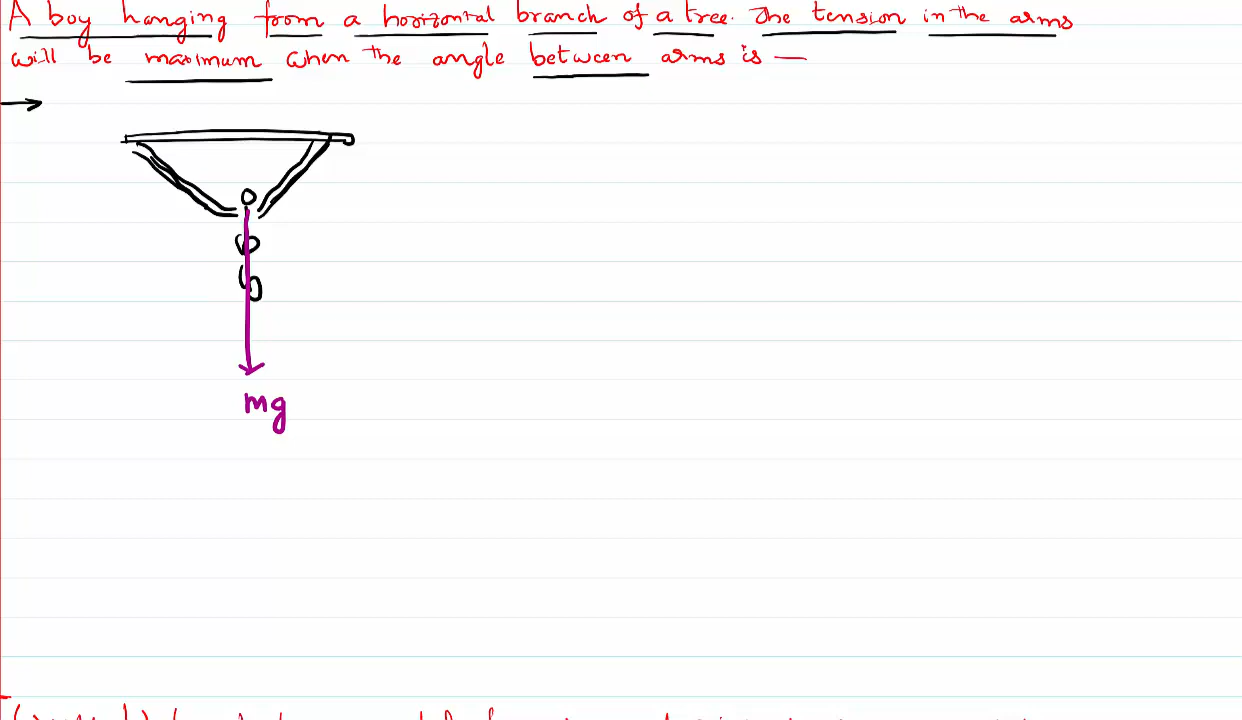 A boy hanging from a horizontal branch of a tree. The tension in the arms
will be maximum when the angle between arms is —
mg